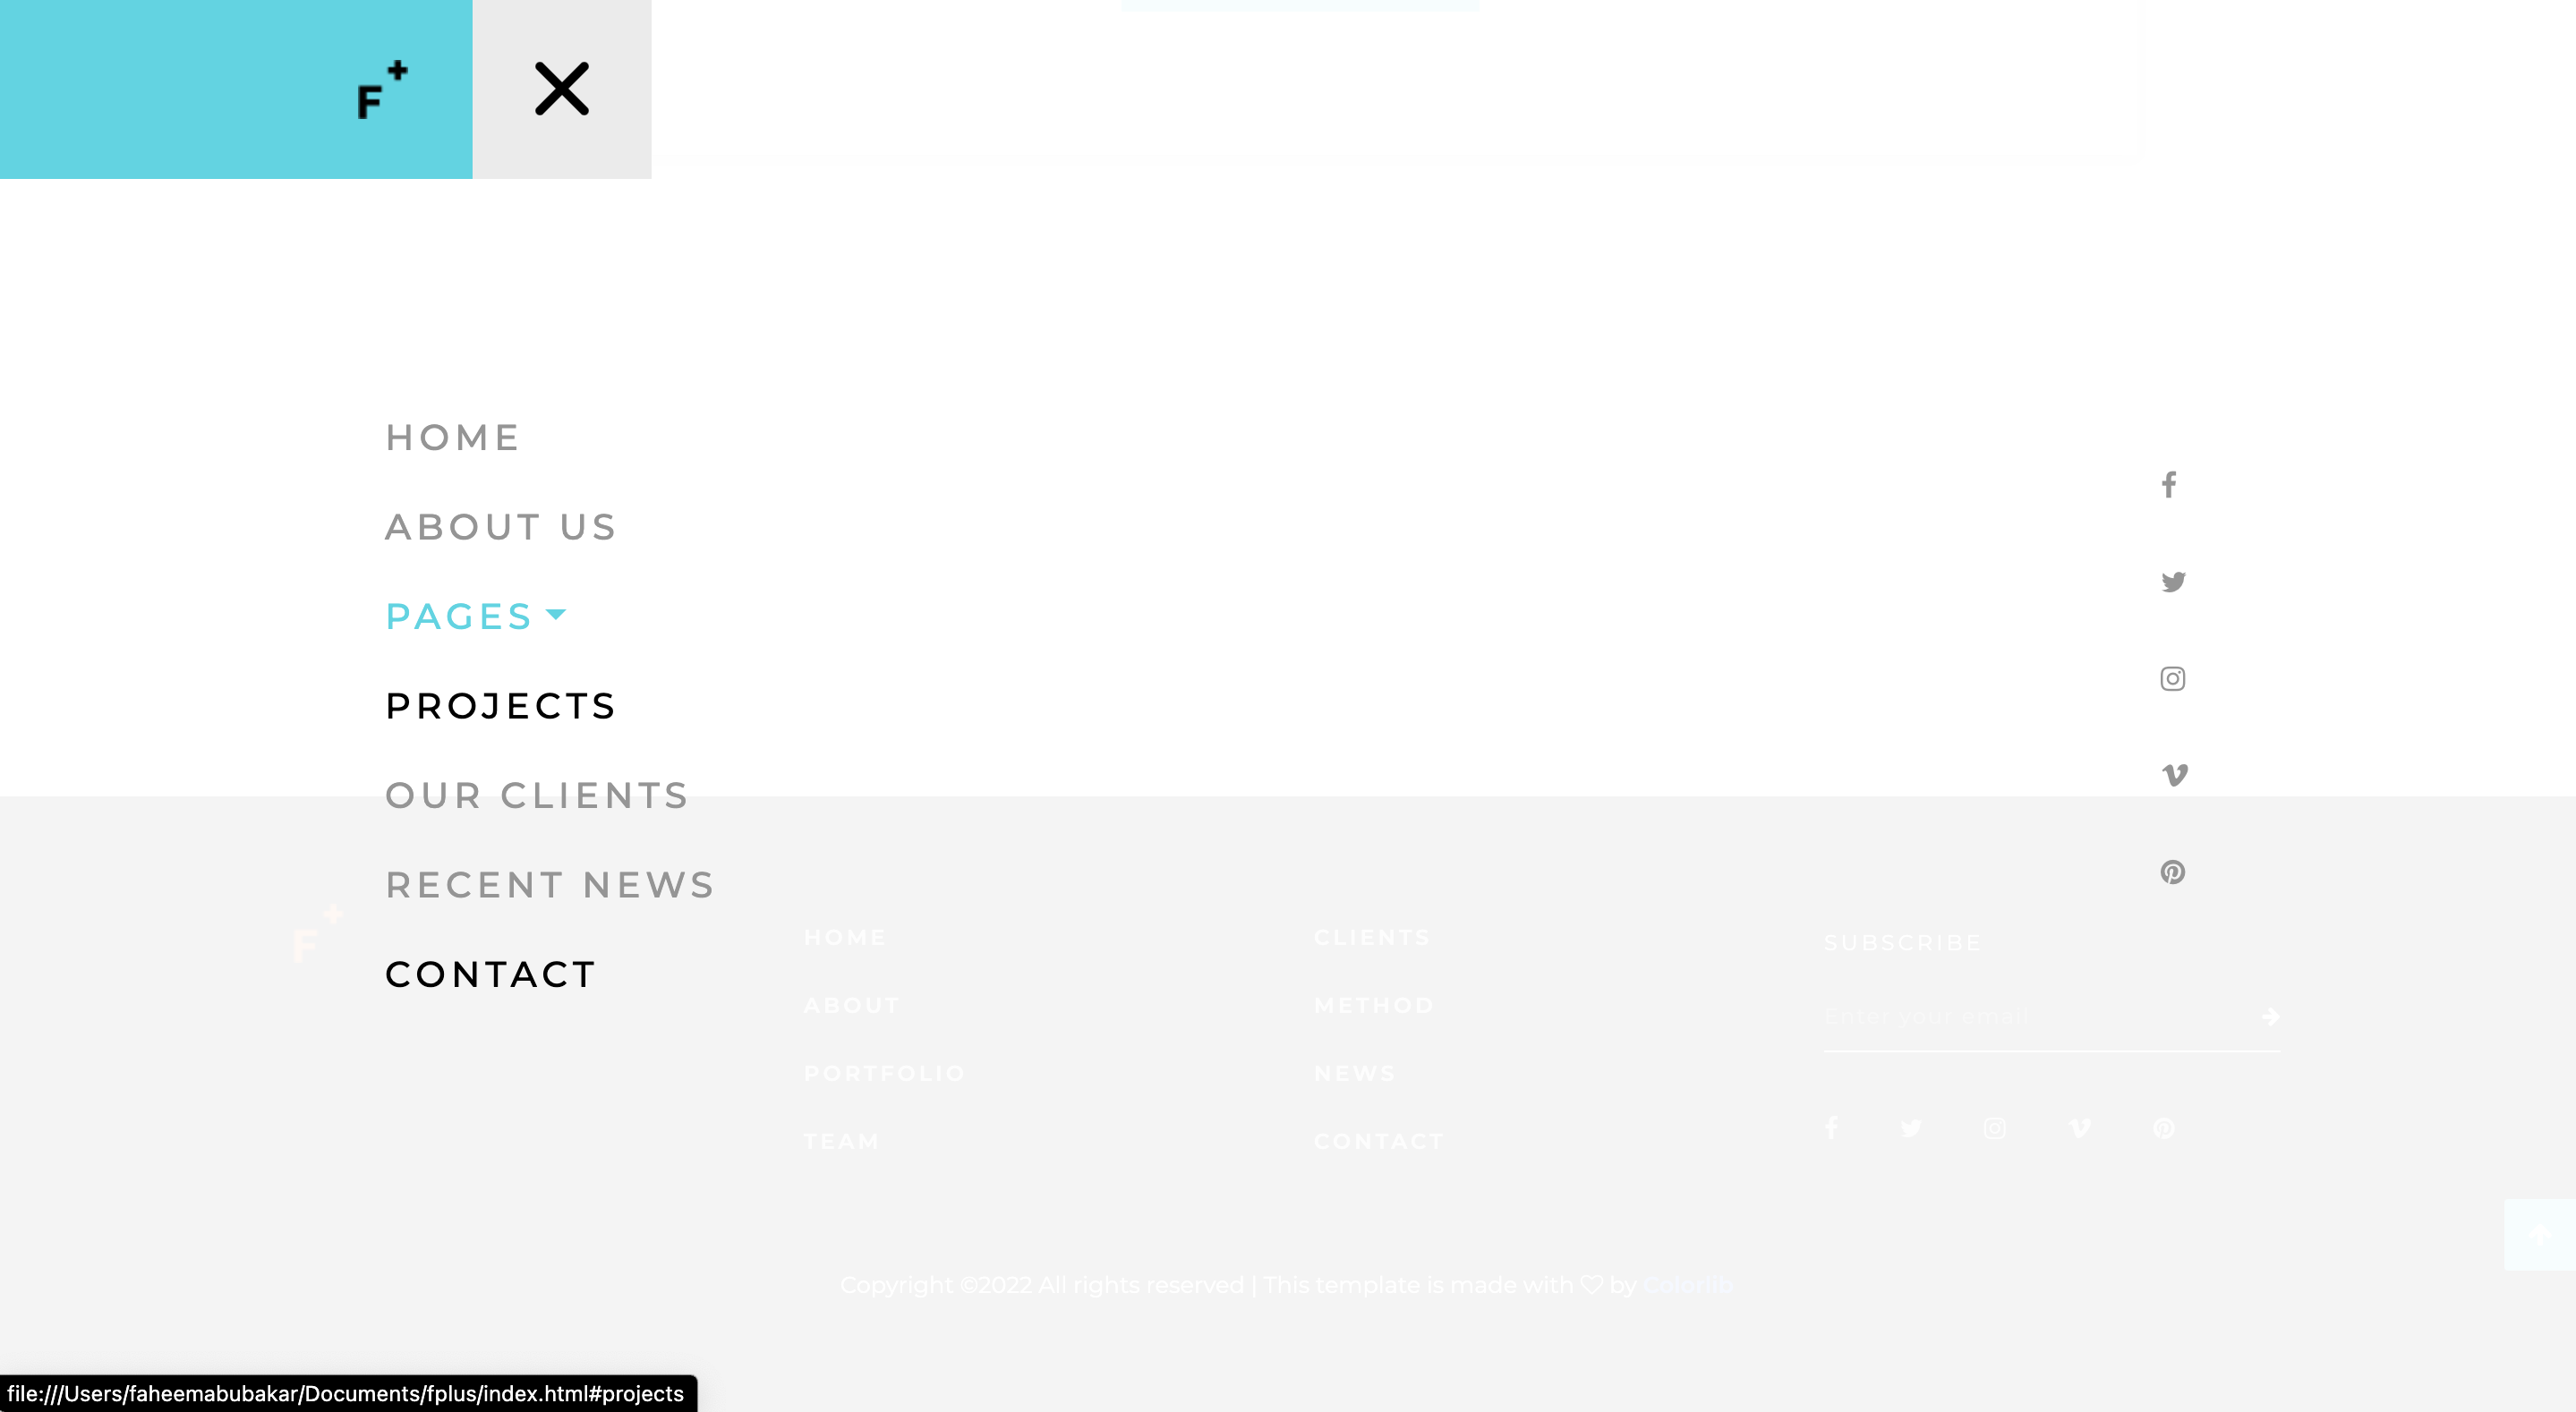 F+
HOME
ABOUT US
PAGES
PROJECTS
OUR CLIENTS
RECENT NEWS
CONTACT
F+
HOME
ABOUT
PORTFOLIO
TEAM
CLIENTS
METHOD
NEWS
CONTACT
SUBSCRIBE
Enter your email
Copyright ©2022 All rights reserved | This template is made with ♡ by Colorlib
file:///Users/faheemabubakar/Documents/fplus/index.html#projects